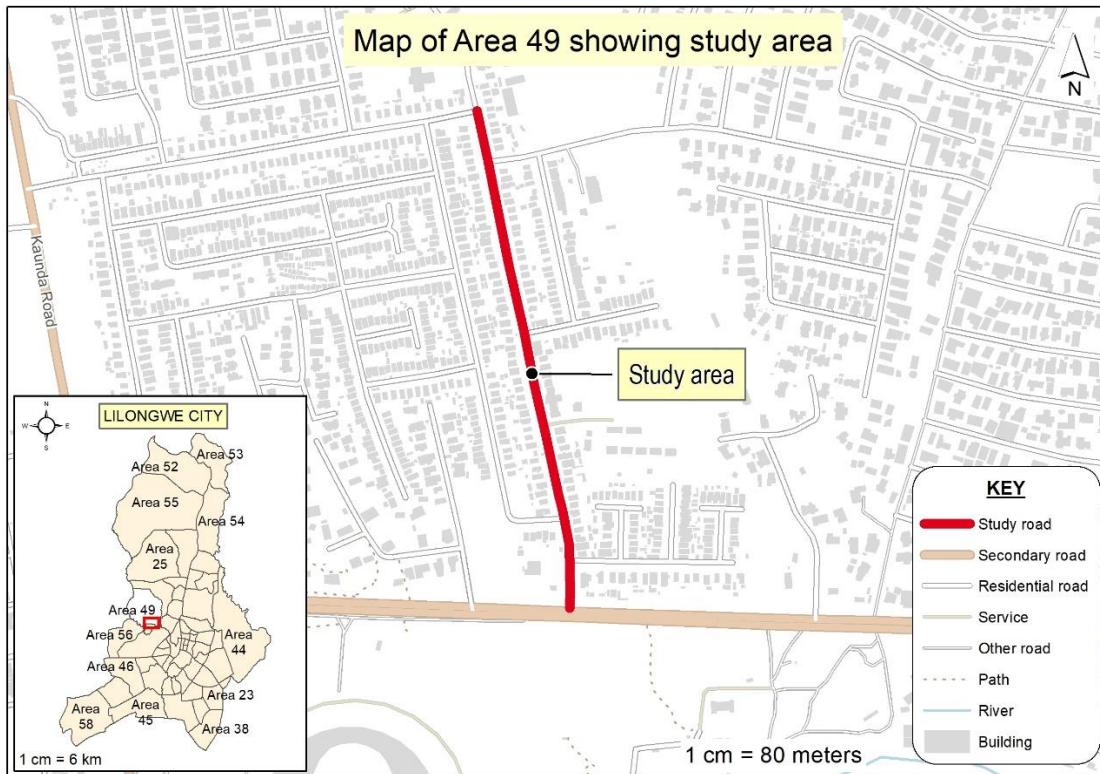 Map of Area 49 showing study area
N
Kaunda Road
Study area
LILONGWE CITY
N
W
E
S
Area 52
Area 53
Area 55
Area 54
Area
25
Area 49
Area 56
Area
44
Area 46
Area 23
Area
58
Area
45
Area 38
1 cm = 6 km
KEY
Study road
Secondary road
Residential road
Service
Other road
Path
River
Building
1 cm = 80 meters